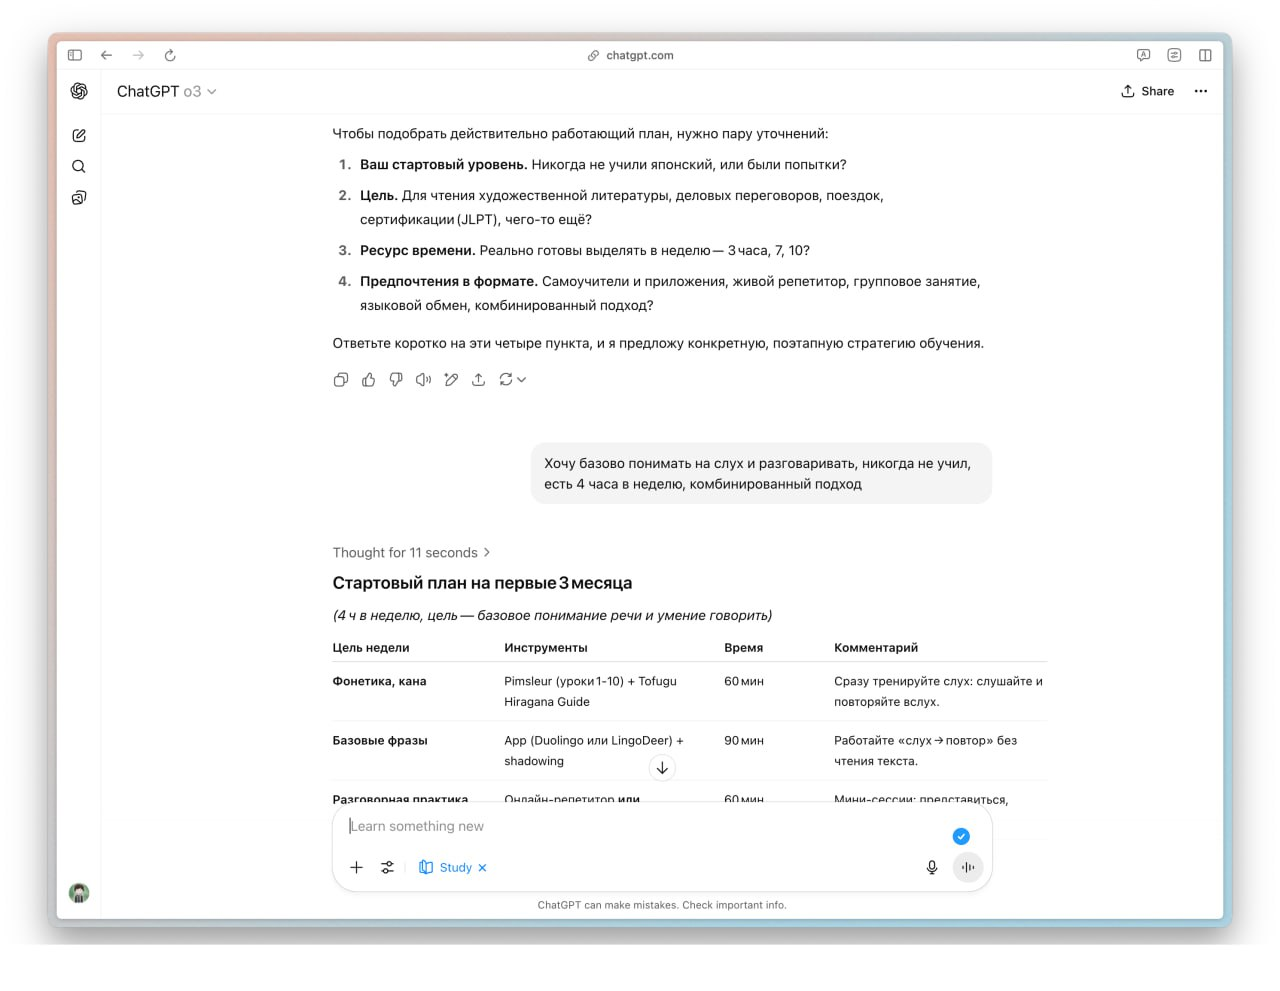 chatgpt.com
ChatGPT o3
Share
Чтобы подобрать действительно работающий план, нужно пару уточнений:
1. Ваш стартовый уровень. Никогда не учили японский, или были попытки?
2. Цель. Для чтения художественной литературы, деловых переговоров, поездок,
сертификации (JLPT), чего-то ещё?
3. Ресурс времени. Реально готовы выделять в неделю — 3 часа, 7, 10?
4. Предпочтения в формате. Самоучители и приложения, живой репетитор, групповое занятие,
языковой обмен, комбинированный подход?
Ответьте коротко на эти четыре пункта, и я предложу конкретную, поэтапную стратегию обучения.
Хочу базово понимать на слух и разговаривать, никогда не учил,
есть 4 часа в неделю, комбинированный подход
Thought for 11 seconds
Стартовый план на первые 3 месяца
(4 ч в неделю, цель — базовое понимание речи и умение говорить)
Цель недели Инструменты Время Комментарий
Фонетика, кана Pimsleur (уроки 1-10) + Tofugu 60 мин Сразу тренируйте слух: слушайте и
Hiragana Guide повторяйте вслух.
Базовые фразы App (Duolingo или LingoDeer) + 90 мин Работайте «слух → повтор» без
shadowing чтения текста.
Разговорная практика Онлайн-репетитор или 60 мин Мини-сессии: представиться,
Learn something new
Study
ChatGPT can make mistakes. Check important info.